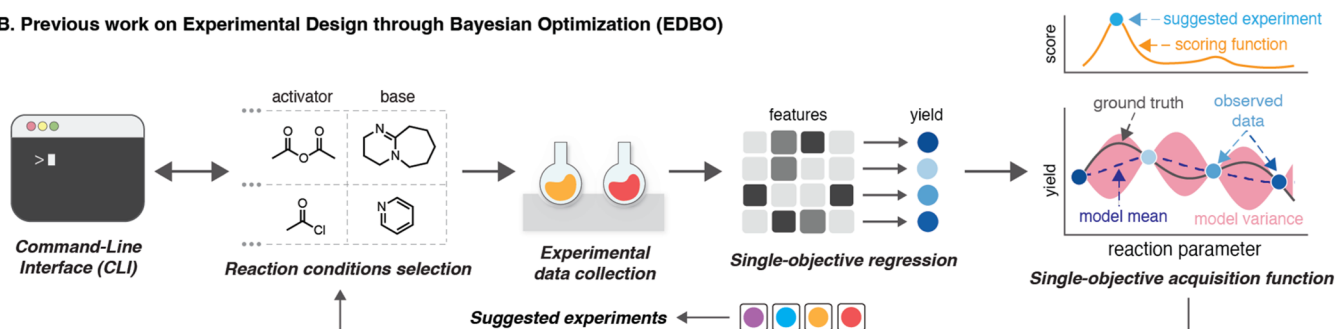 B. Previous work on Experimental Design through Bayesian Optimization (EDBO)
score
suggested experiment
scoring function
activator
base
O
O
O
N
N
O
Cl
N
>
features
yield
ground truth
observed
data
yield
model mean
model variance
reaction parameter
Command-Line
Interface (CLI)
Reaction conditions selection
Experimental
data collection
Single-objective regression
Single-objective acquisition function
Suggested experiments